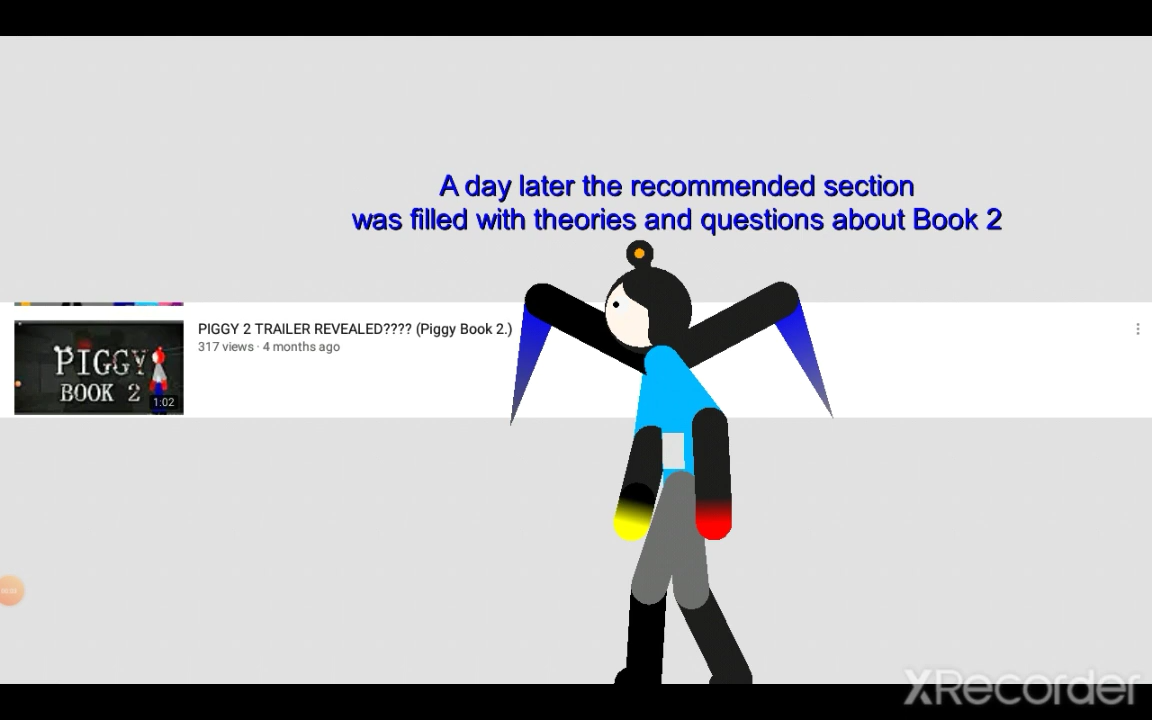 A day later the recommended section
was filled with theories and questions about Book 2
PIGGY 2 TRAILER REVEALED???? (Piggy Book 2.)
317 views · 4 months ago
PIGGY
BOOK 2
1:02
XRecorder